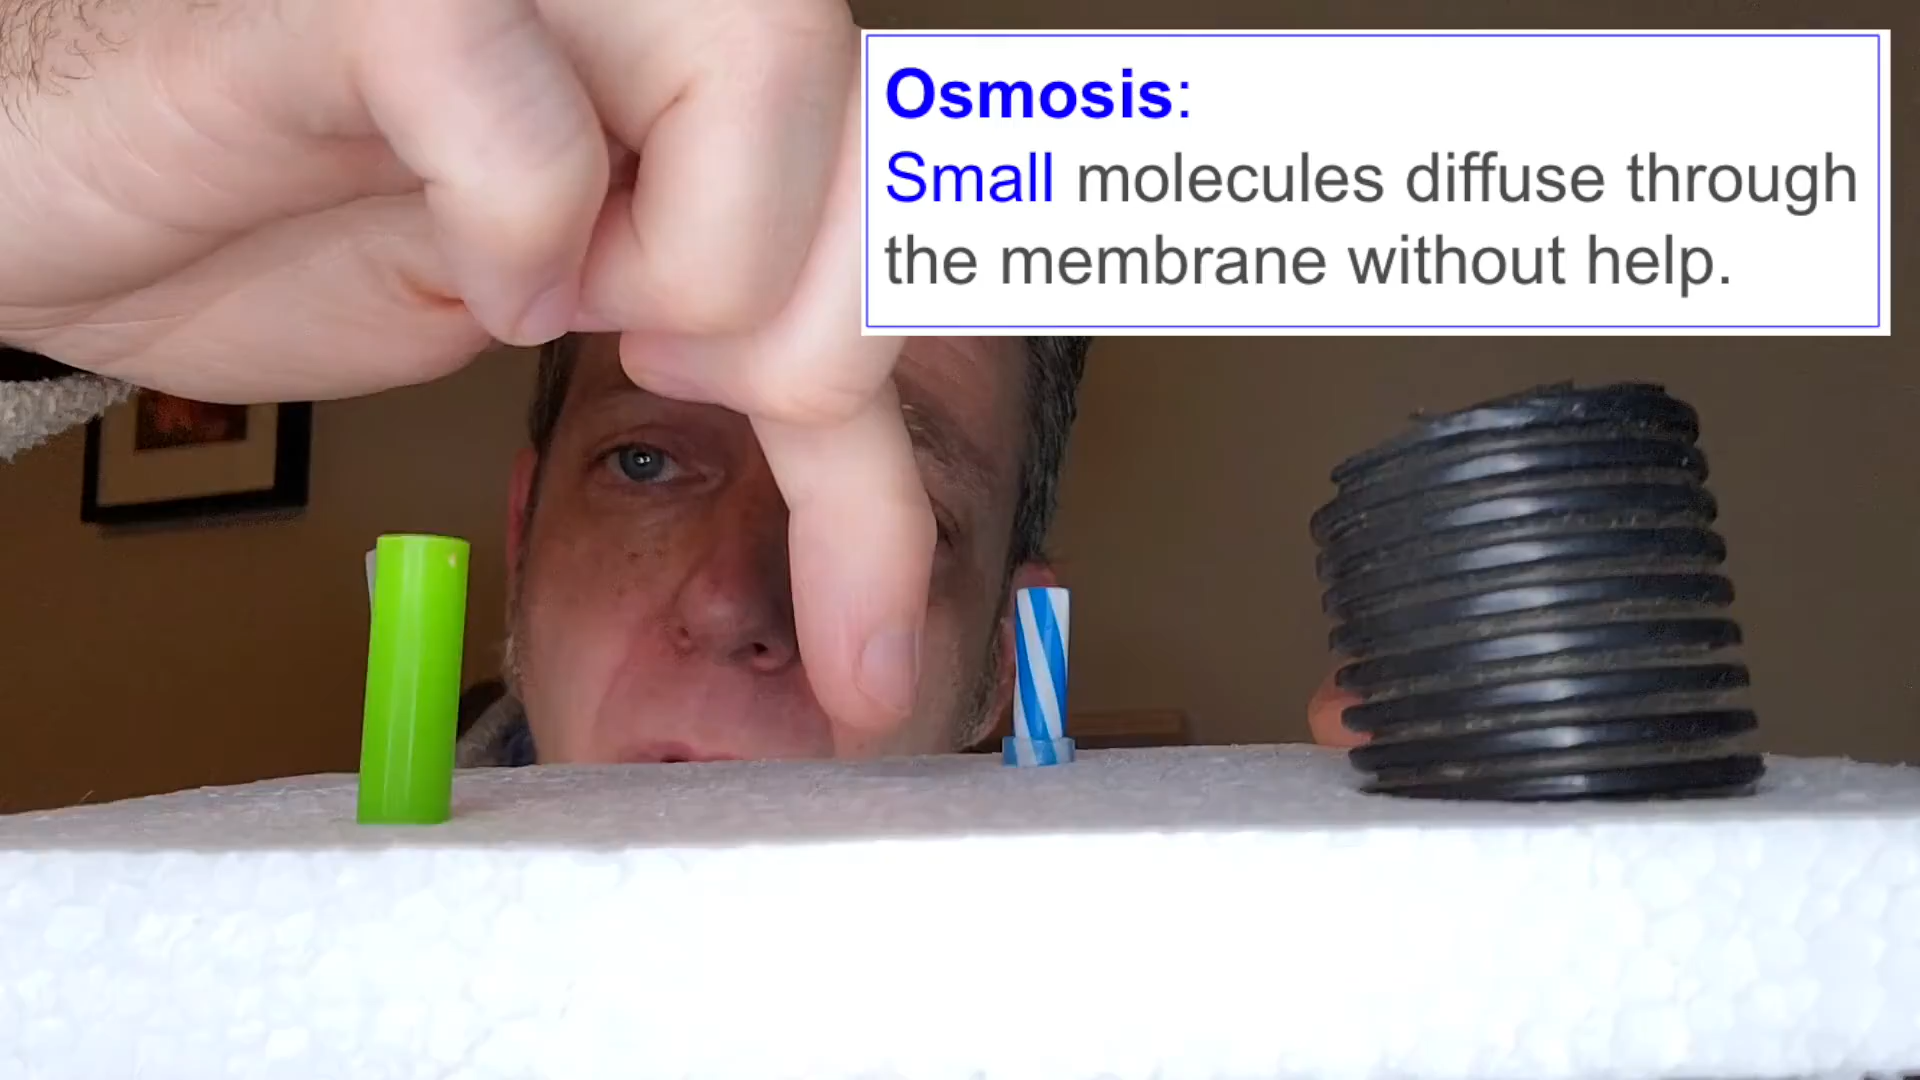 Osmosis:
Small molecules diffuse through
the membrane without help.